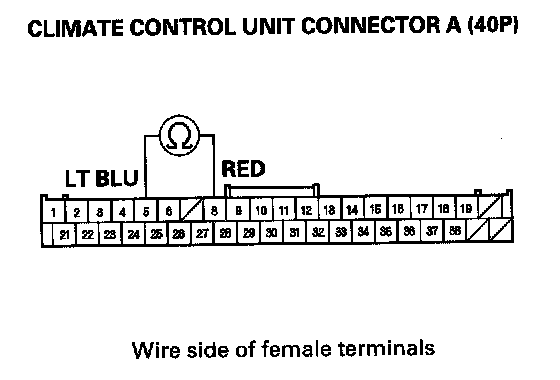 CLIMATE CONTROL UNIT CONNECTOR A (40P)
Ω
RED
LT BLU
1 2 3 4 5 6 8 9 10 11 12 13 14 15 16 17 18 19
21 22 23 24 25 26 27 28 29 30 31 32 33 34 35 36 37 38
Wire side of female terminals